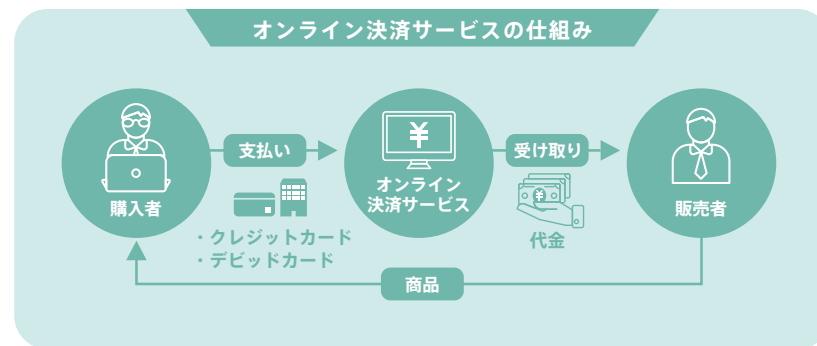 オンライン決済サービスの仕組み
購入者
支払い
・クレジットカード
・デビッドカード
¥
オンライン
決済サービス
受け取り
¥
代金
販売者
商品